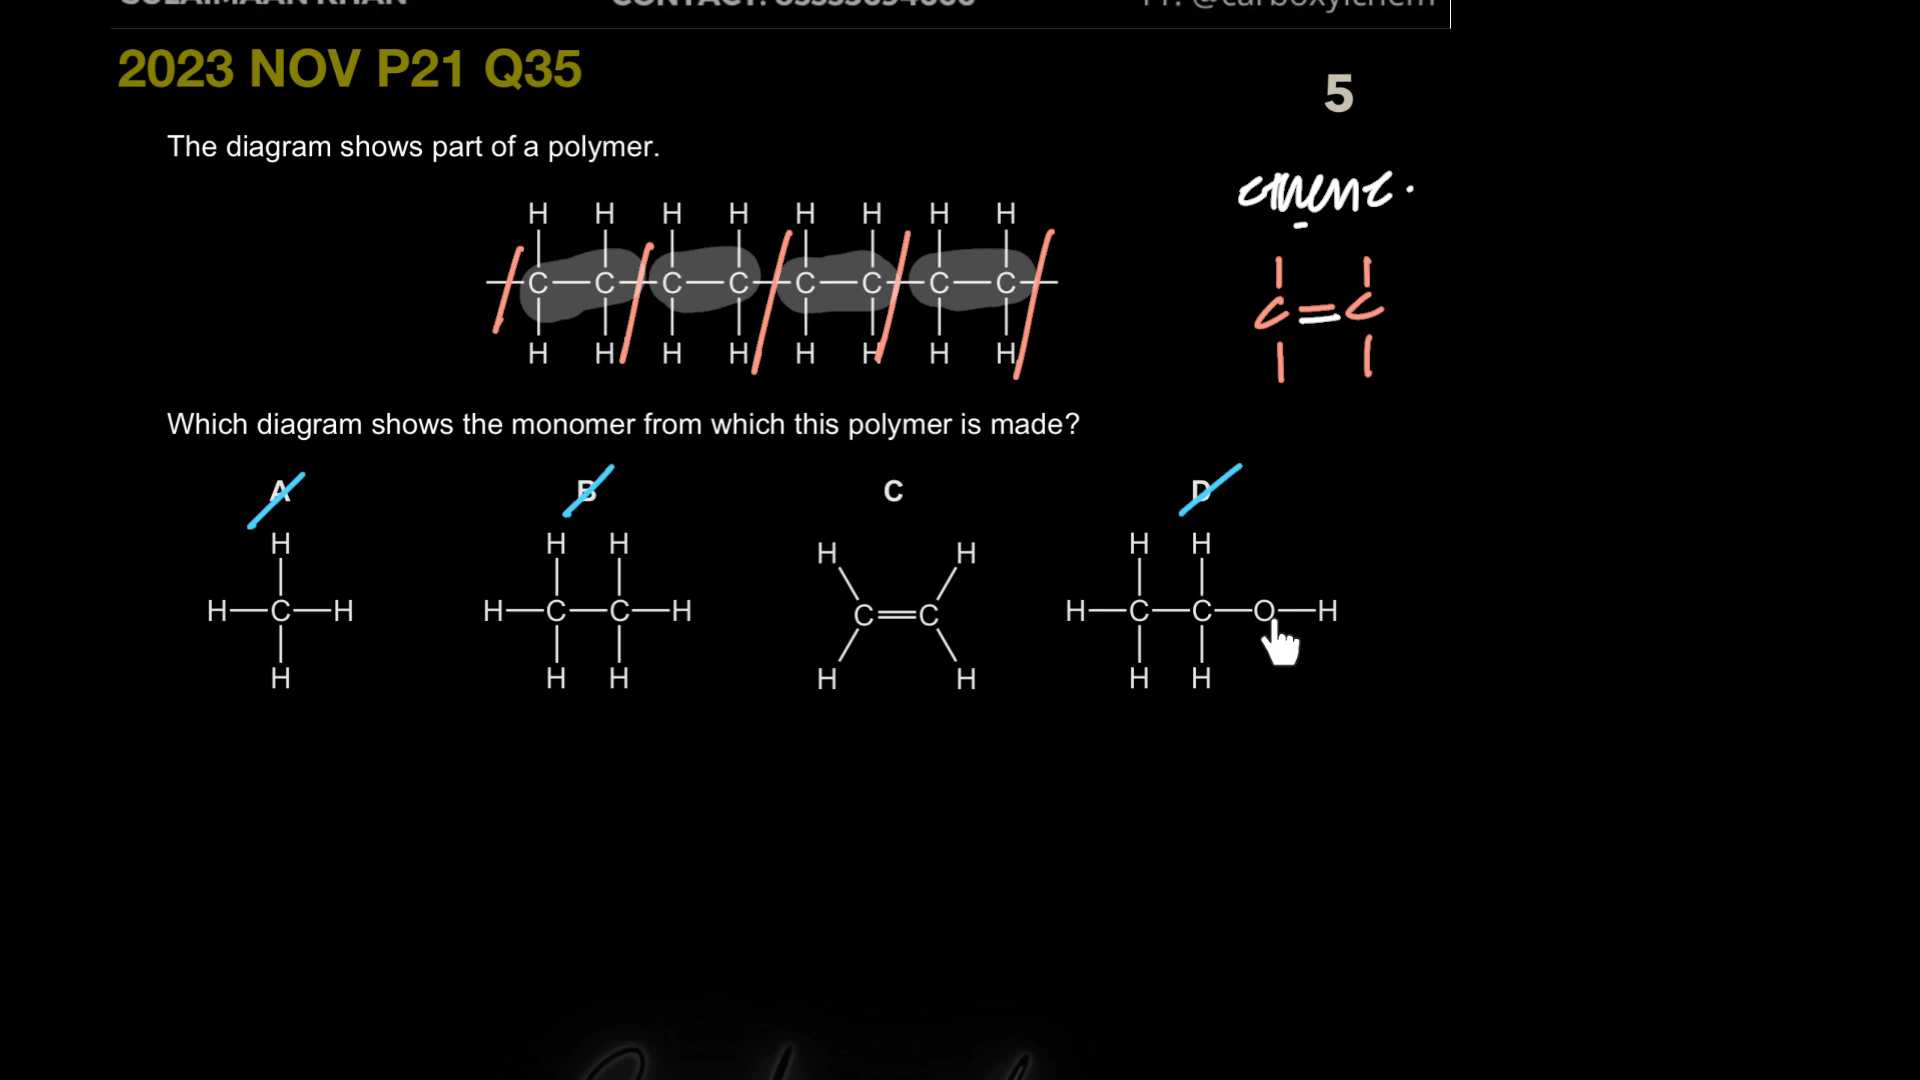 2023 NOV P21 Q35
5
The diagram shows part of a polymer.
H H H H H H H H
C C C C C C C C
H H H H H H H H
C = C
Which diagram shows the monomer from which this polymer is made?
A B C D
H H H H H H H
H C H H C C H C C H C C O H
H H H H H H H